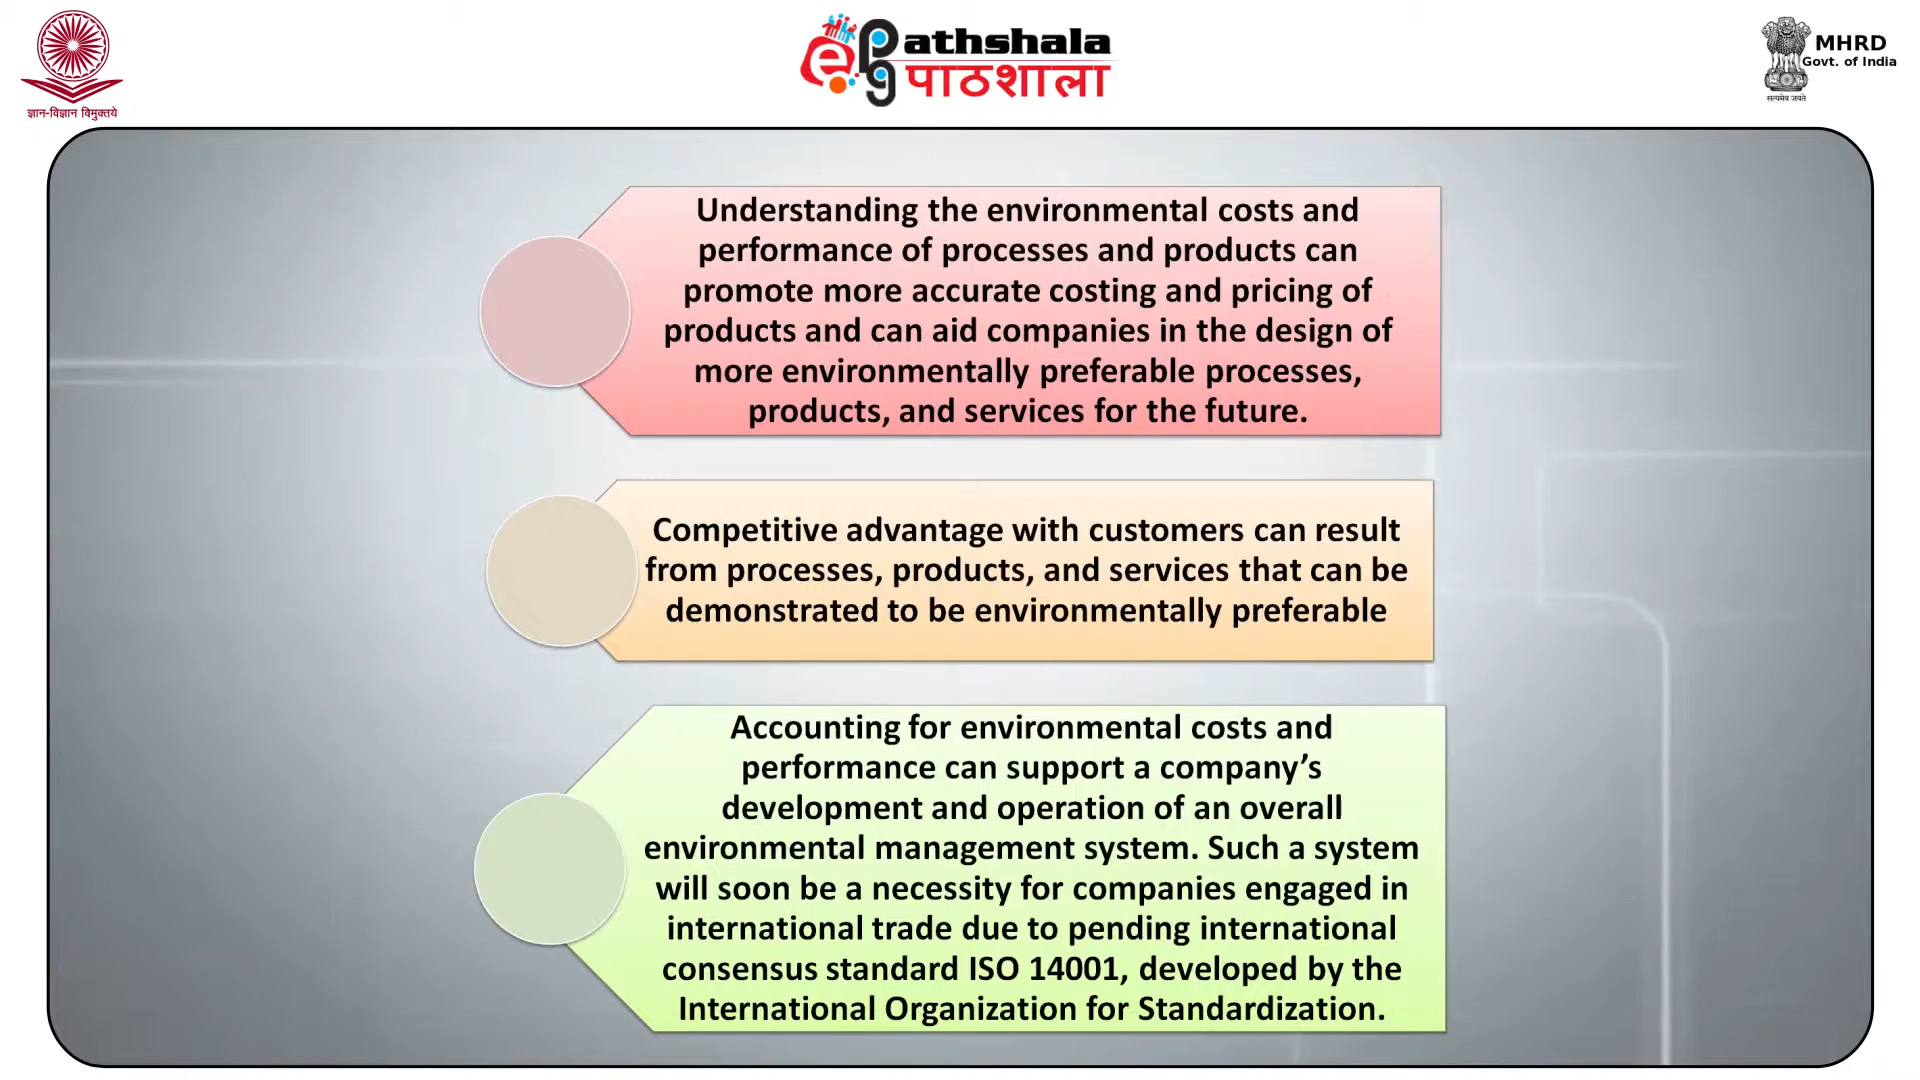 ज्ञान-विज्ञान विमुक्तये
ePg athshala
पाठशाला
MHRD
Govt. of India
सत्यमेव जयते
Understanding the environmental costs and
performance of processes and products can
promote more accurate costing and pricing of
products and can aid companies in the design of
more environmentally preferable processes,
products, and services for the future.
Competitive advantage with customers can result
from processes, products, and services that can be
demonstrated to be environmentally preferable
Accounting for environmental costs and
performance can support a company’s
development and operation of an overall
environmental management system. Such a system
will soon be a necessity for companies engaged in
international trade due to pending international
consensus standard ISO 14001, developed by the
International Organization for Standardization.